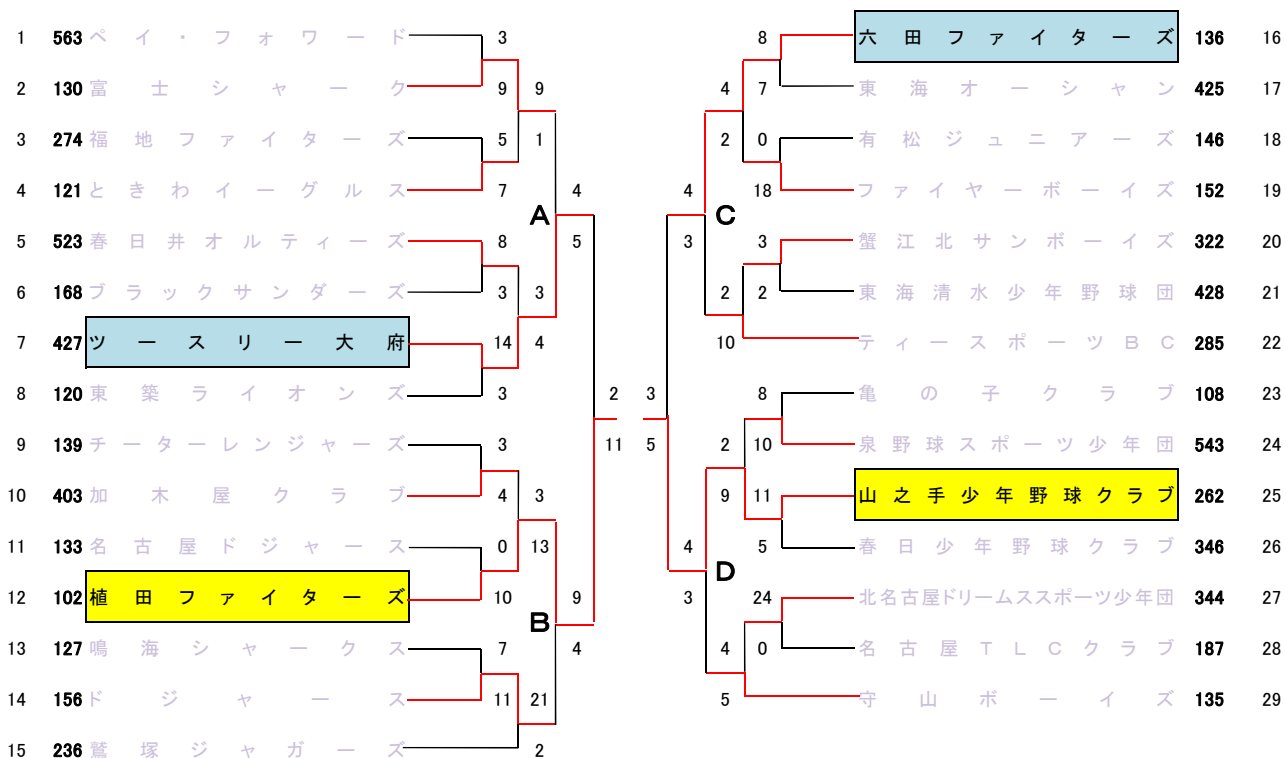 1 563 ペイ・フォワード 3
2 130 富士シャーク 9 9
3 274 福地ファイターズ 5 1
4 121 ときわイーグルス 7 4
A
5 523 春日井オルティーズ 8 5
6 168 ブラックサンダーズ 3 3
7 427 ツースリー大府 14 4
8 120 東築ライオンズ 3 2
9 139 チーターレンジャーズ 3 11
10 403 加木屋クラブ 4 3
11 133 名古屋ドジャース 0 13
12 102 植田ファイターズ 10 9
B
13 127 鳴海シャークス 7 4
14 156 ドジャース 11 21
15 236 鷲塚ジャガーズ 2
8 六田ファイターズ 136 16
4 7 東海オーシャン 425 17
2 0 有松ジュニアーズ 146 18
4 18 ファイヤーボーイズ 152 19
C
3 3 蟹江北サンボーイズ 322 20
2 2 東海清水少年野球団 428 21
10 ティースポーツBC 285 22
3 8 亀の子クラブ 108 23
5 2 10 泉野球スポーツ少年団 543 24
9 11 山之手少年野球クラブ 262 25
4 5 春日少年野球クラブ 346 26
D
3 24 北名古屋ドリームススポーツ少年団 344 27
4 0 名古屋TLCクラブ 187 28
5 守山ボーイズ 135 29